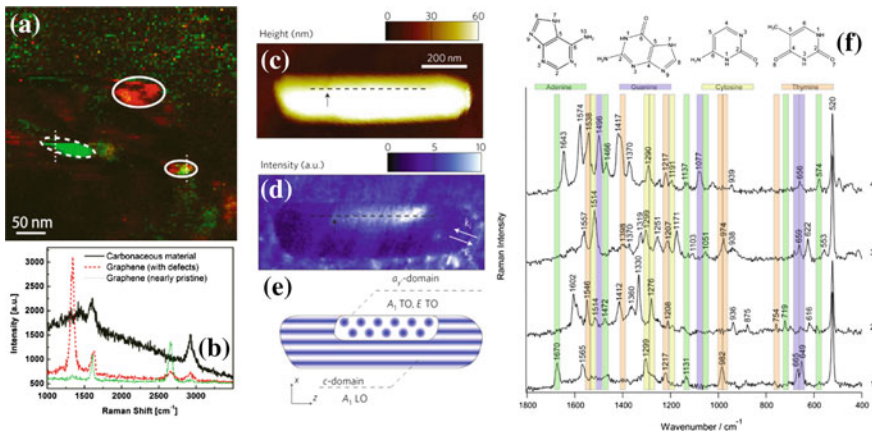 (a)
50 nm
(b)
Intensity [a.u.]
3000
2500
2000
1500
1000
500
Carbonaceous material
Graphene (with defects)
Graphene (nearly pristine)
1000 1500 2000 2500 3000
Raman Shift [cm⁻¹]
Height (nm) 0 30 60
(c)
200 nm
Intensity (a.u.) 0 5 10
(d)
(e)
A₁ TO, E TO
c-domain
A₁ LO
x
z
(f)
Adenine Guanine Cytosine Thymine
1643 1574 1538 1496 1466 1417 1370 1290 1217 1191 1137 1077 939 656 574 520
1557 1514 1398 1370 1319 1299 1251 1207 1171 1103 1051 974 938 659 622 553
1602 1546 1514 1472 1412 1360 1330 1276 1208 936 875 754 719 616
1670 1565 1299 1217 1131 982 665 649
Raman Intensity
1800 1600 1400 1200 1000 800 600 400
Wavenumber / cm⁻¹